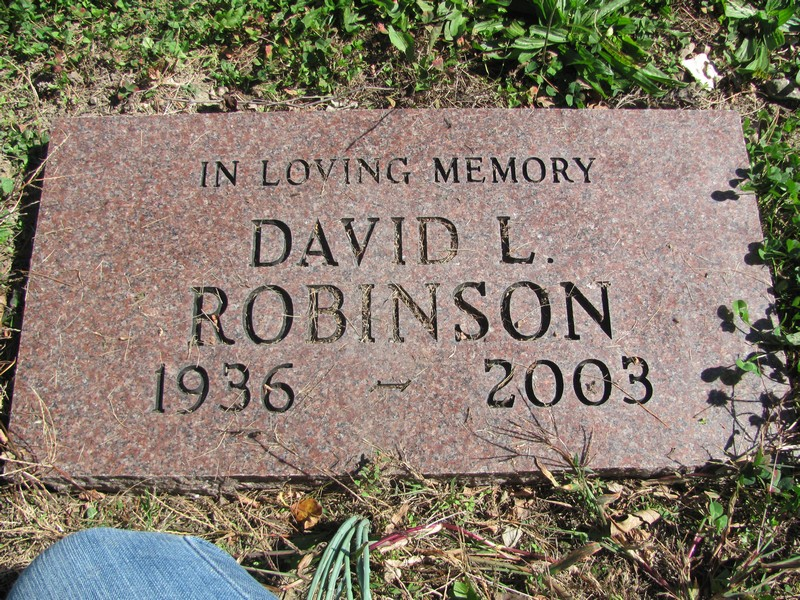 IN LOVING MEMORY
DAVID L.
ROBINSON
1936 - 2003